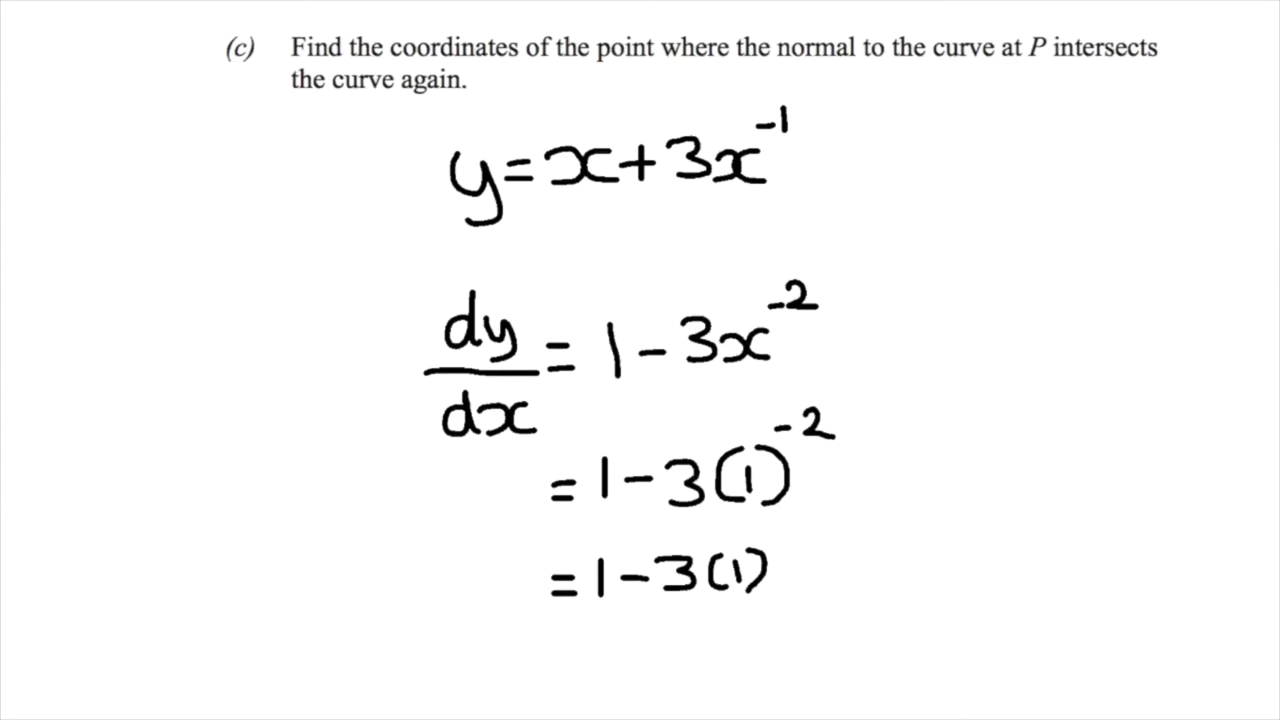 (c) Find the coordinates of the point where the normal to the curve at P intersects
the curve again.
y = x + 3x⁻¹
dy/dx = 1 - 3x⁻²
= 1 - 3(1)⁻²
= 1 - 3(1)